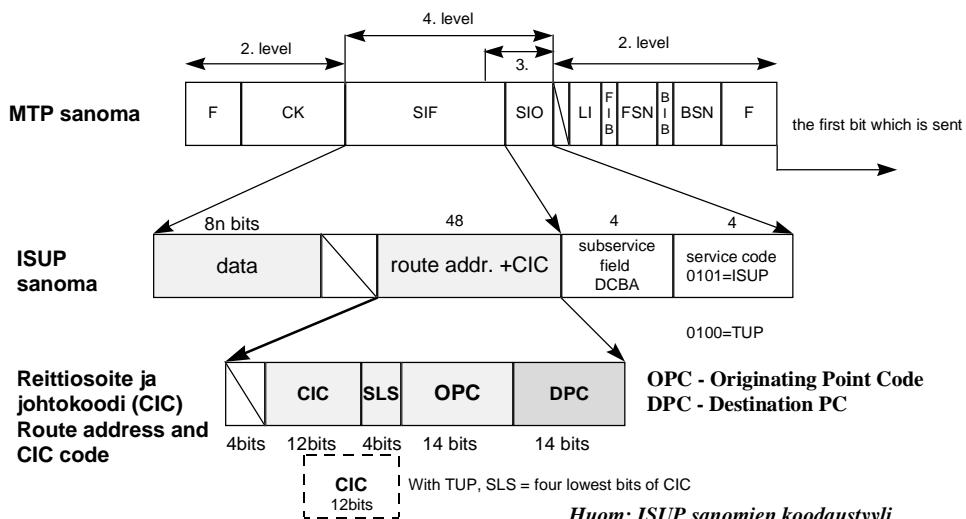 4. level
2. level
3.
2. level
MTP sanoma
F
CK
SIF
SIO
LI
FIB
FSN
BIB
BSN
F
the first bit which is sent
8n bits
48
4
4
ISUP
sanoma
data
route addr. +CIC
subservice
field
DCBA
service code
0101=ISUP
0100=TUP
Reittiosoite ja
johtokoodi (CIC)
Route address and
CIC code
CIC
SLS
OPC
DPC
OPC - Originating Point Code
DPC - Destination PC
4bits
12bits
4bits
14 bits
14 bits
CIC
12bits
With TUP, SLS = four lowest bits of CIC
Huom: ISUP sanomien koodaustyyli